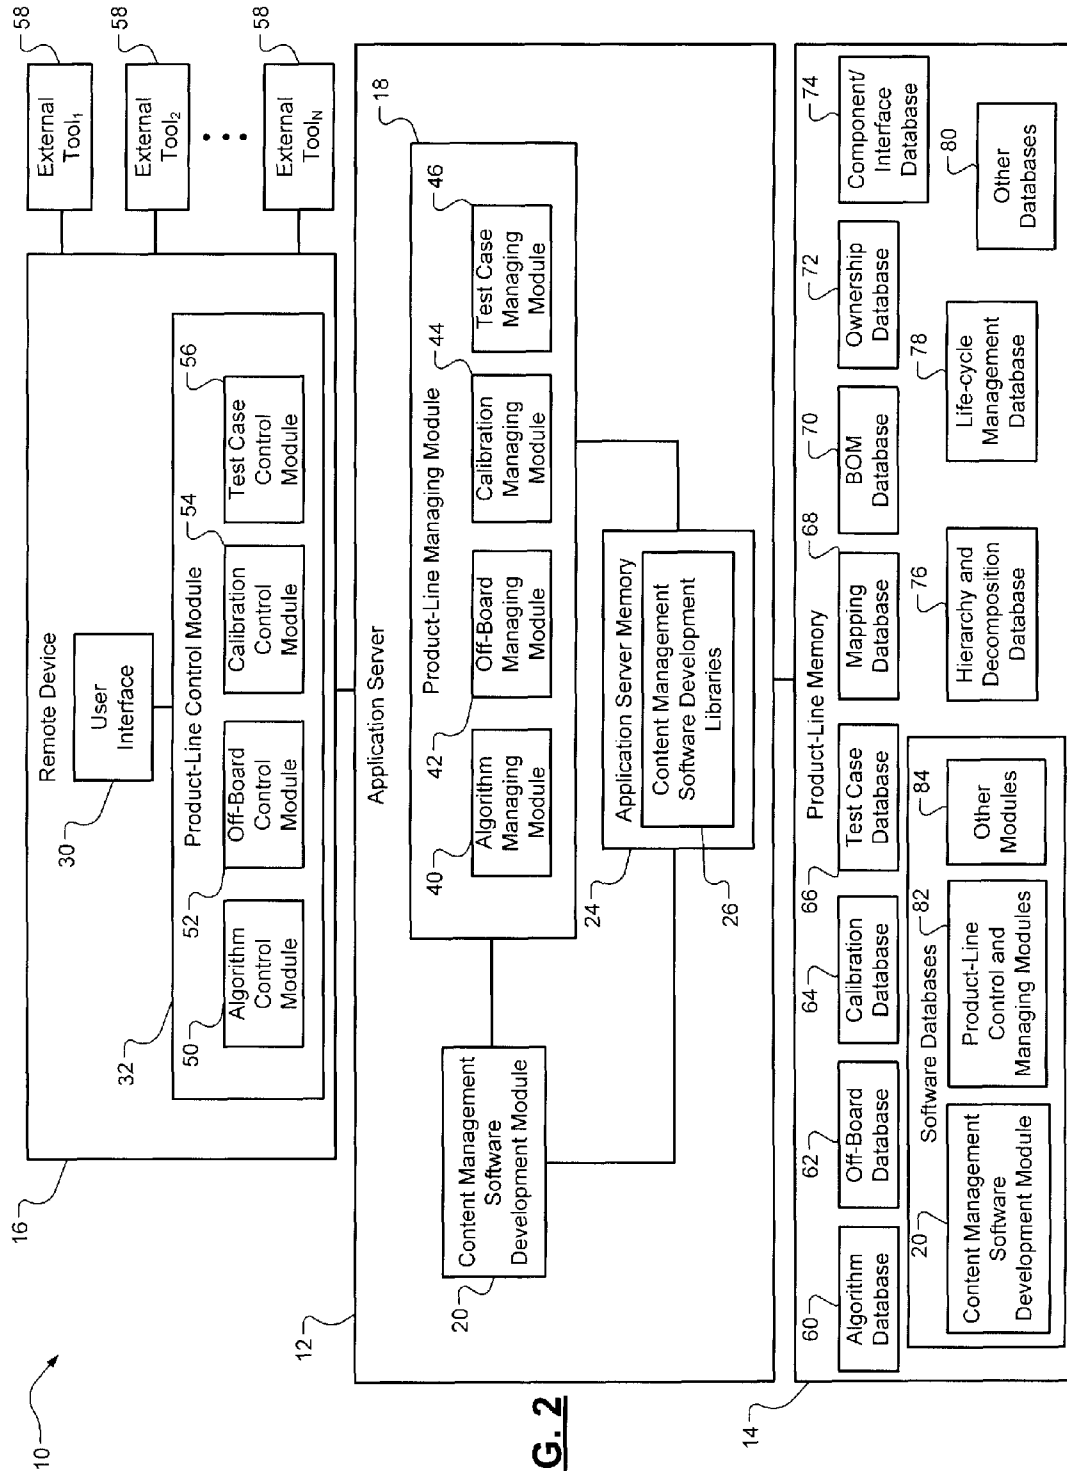 10
16
Remote Device
30
User
Interface
32
Product-Line Control Module
50
Algorithm
Control
Module
52
Off-Board
Control
Module
54
Calibration
Control
Module
56
Test Case
Control
Module
External
Tool1
58
External
Tool2
58
External
ToolN
58
12
Application Server
18
Product-Line Managing Module
40
Algorithm
Managing
Module
42
Off-Board
Managing
Module
44
Calibration
Managing
Module
46
Test Case
Managing
Module
20
Content Management
Software
Development Module
24
Application Server Memory
26
Content Management
Software Development
Libraries
14
Product-Line Memory
60
Algorithm
Database
62
Off-Board
Database
64
Calibration
Database
66
Test Case
Database
68
Mapping
Database
70
BOM
Database
72
Ownership
Database
74
Component/
Interface
Database
Software Databases
20
Content Management
Software
Development Module
82
Product-Line
Control and
Managing Modules
84
Other
Modules
76
Hierarchy and
Decomposition
Database
78
Life-cycle
Management
Database
80
Other
Databases
G. 2